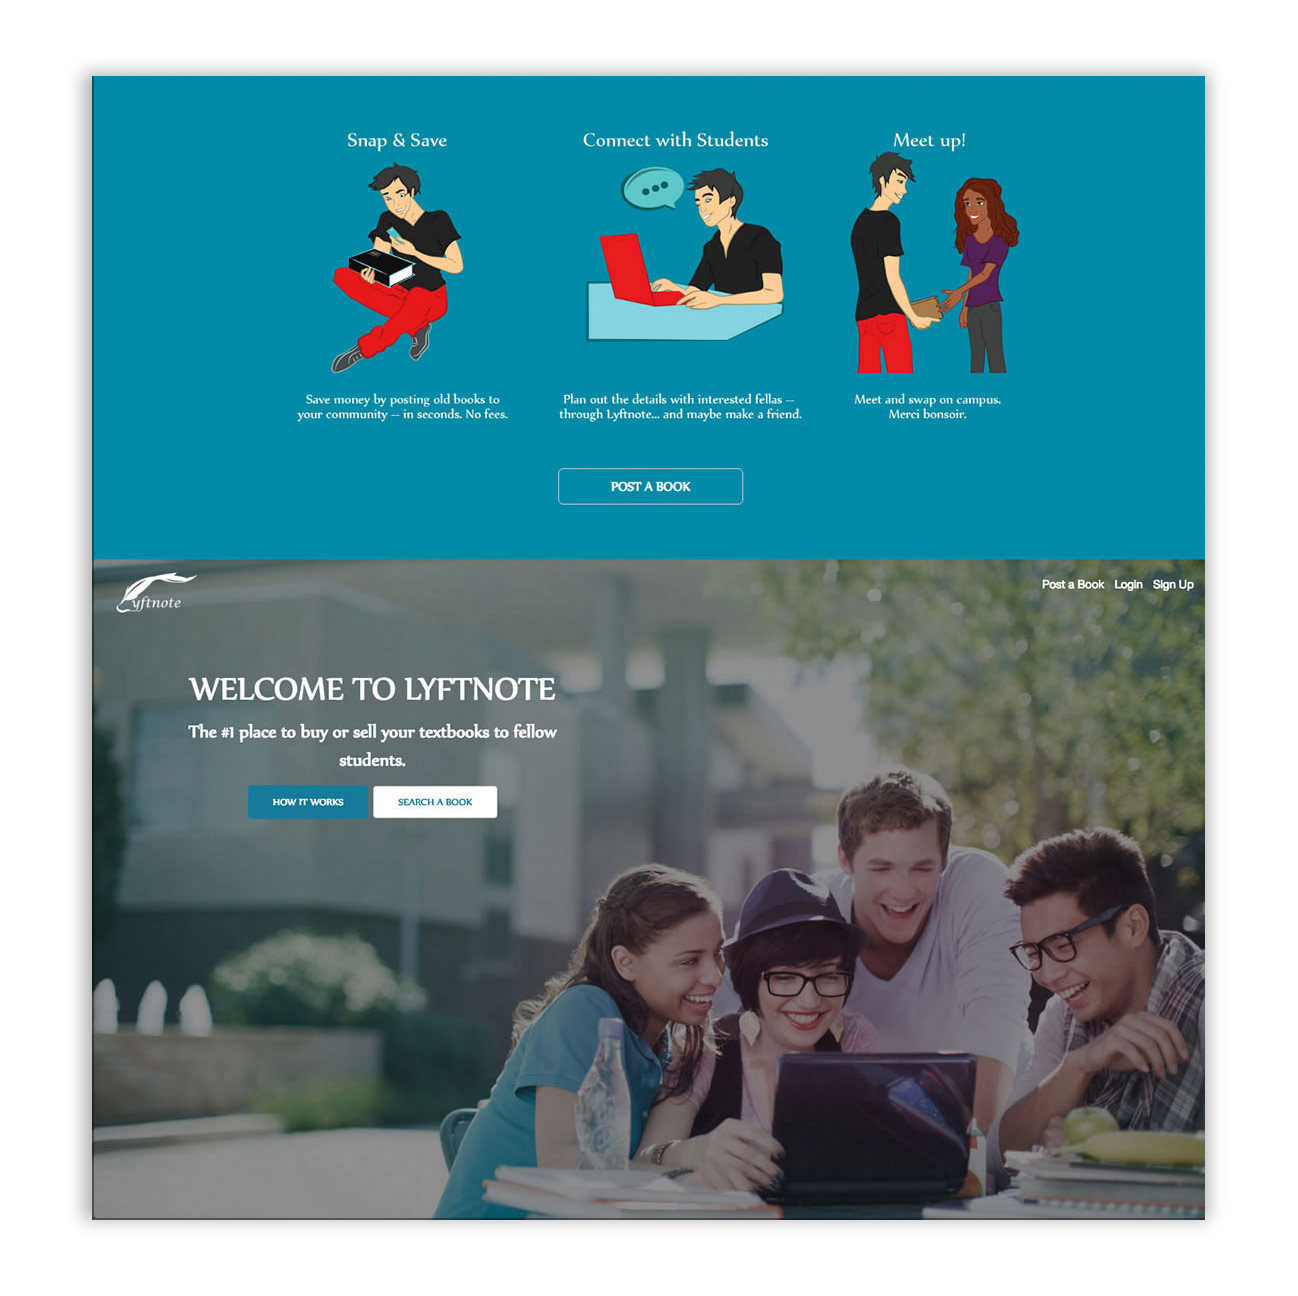 Snap & Save
Connect with Students
Meet up!
Save money by posting old books to
your community – in seconds. No fees.
Plan out the details with interested fellas –
through Lyftnote... and maybe make a friend.
Meet and swap on campus.
Merci bonsoir.
POST A BOOK
Lyftnote
Post a Book Login Sign Up
WELCOME TO LYFTNOTE
The #1 place to buy or sell your textbooks to fellow
students.
HOW IT WORKS
SEARCH A BOOK